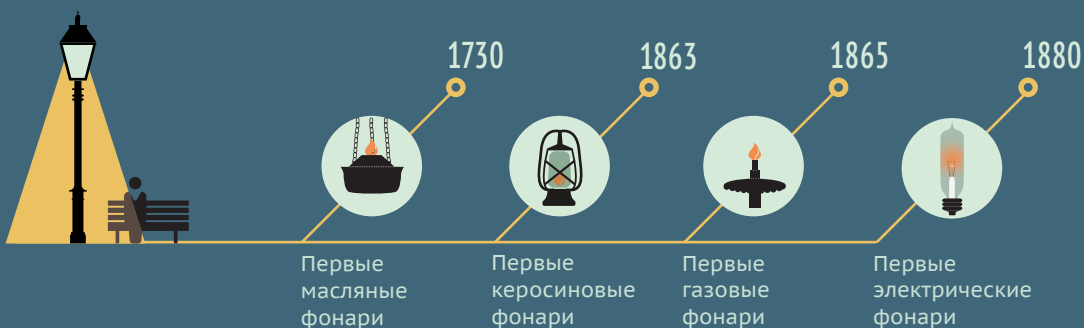 1730
1863
1865
1880
Первые
масляные
фонари
Первые
керосиновые
фонари
Первые
газовые
фонари
Первые
электрические
фонари